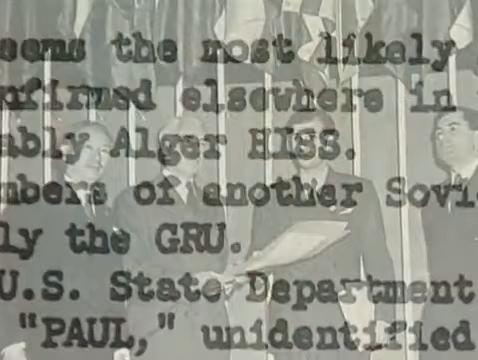 eems the most likely
nfirmed elsewhere in
ably Alger HISS.
mbers of another Sovi
ly the GRU.
U.S. State Department
"PAUL," unidentified